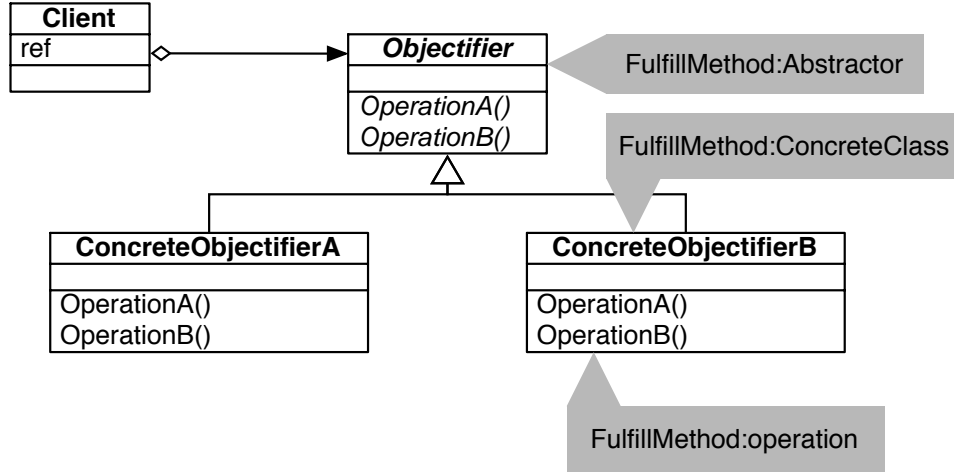 Client
ref
Objectifier
OperationA()
OperationB()
FulfillMethod:Abstractor
FulfillMethod:ConcreteClass
ConcreteObjectifierA
OperationA()
OperationB()
ConcreteObjectifierB
OperationA()
OperationB()
FulfillMethod:operation